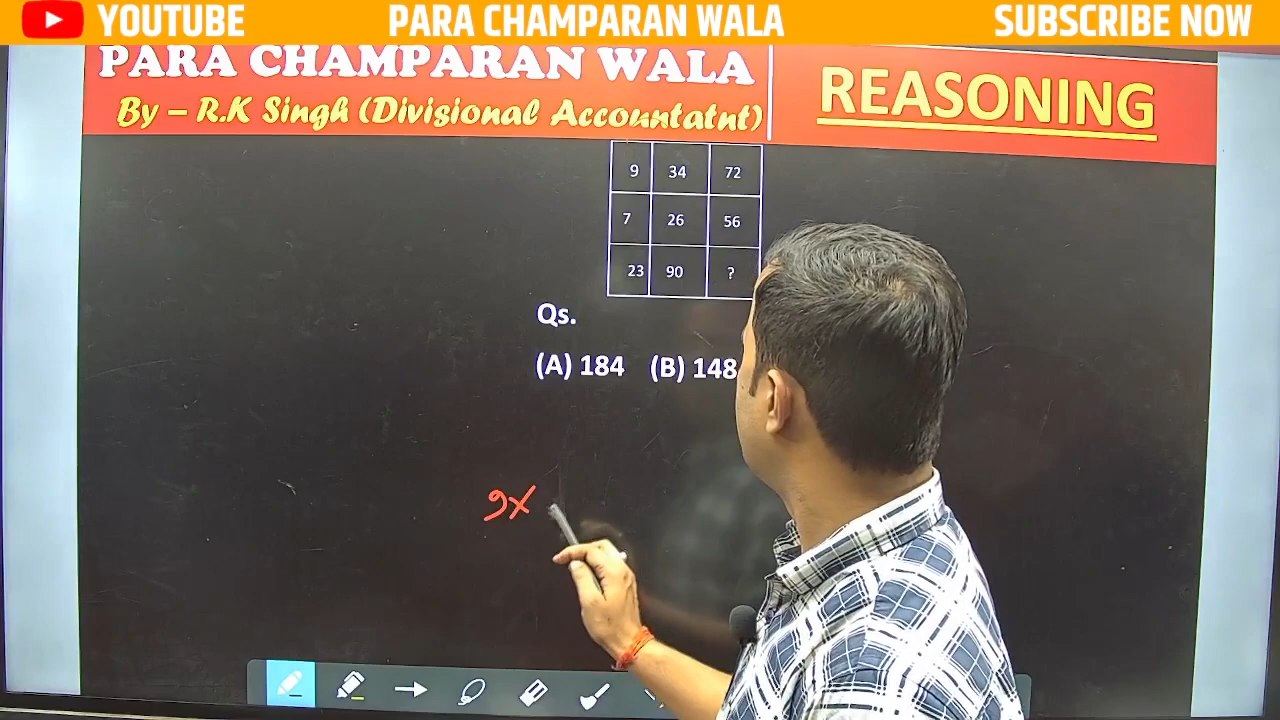 YOUTUBE PARA CHAMPARAN WALA SUBSCRIBE NOW
PARA CHAMPARAN WALA
By – R.K Singh (Divisional Accountatnt)
REASONING
9 34 72
7 26 56
23 90 ?
Qs.
(A) 184 (B) 148
9x